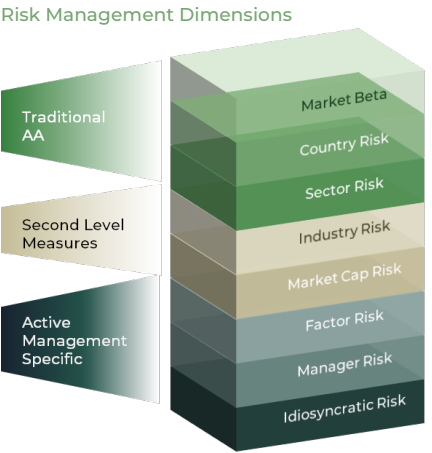 Risk Management Dimensions
Traditional
AA
Second Level
Measures
Active
Management
Specific
Market Beta
Country Risk
Sector Risk
Industry Risk
Market Cap Risk
Factor Risk
Manager Risk
Idiosyncratic Risk